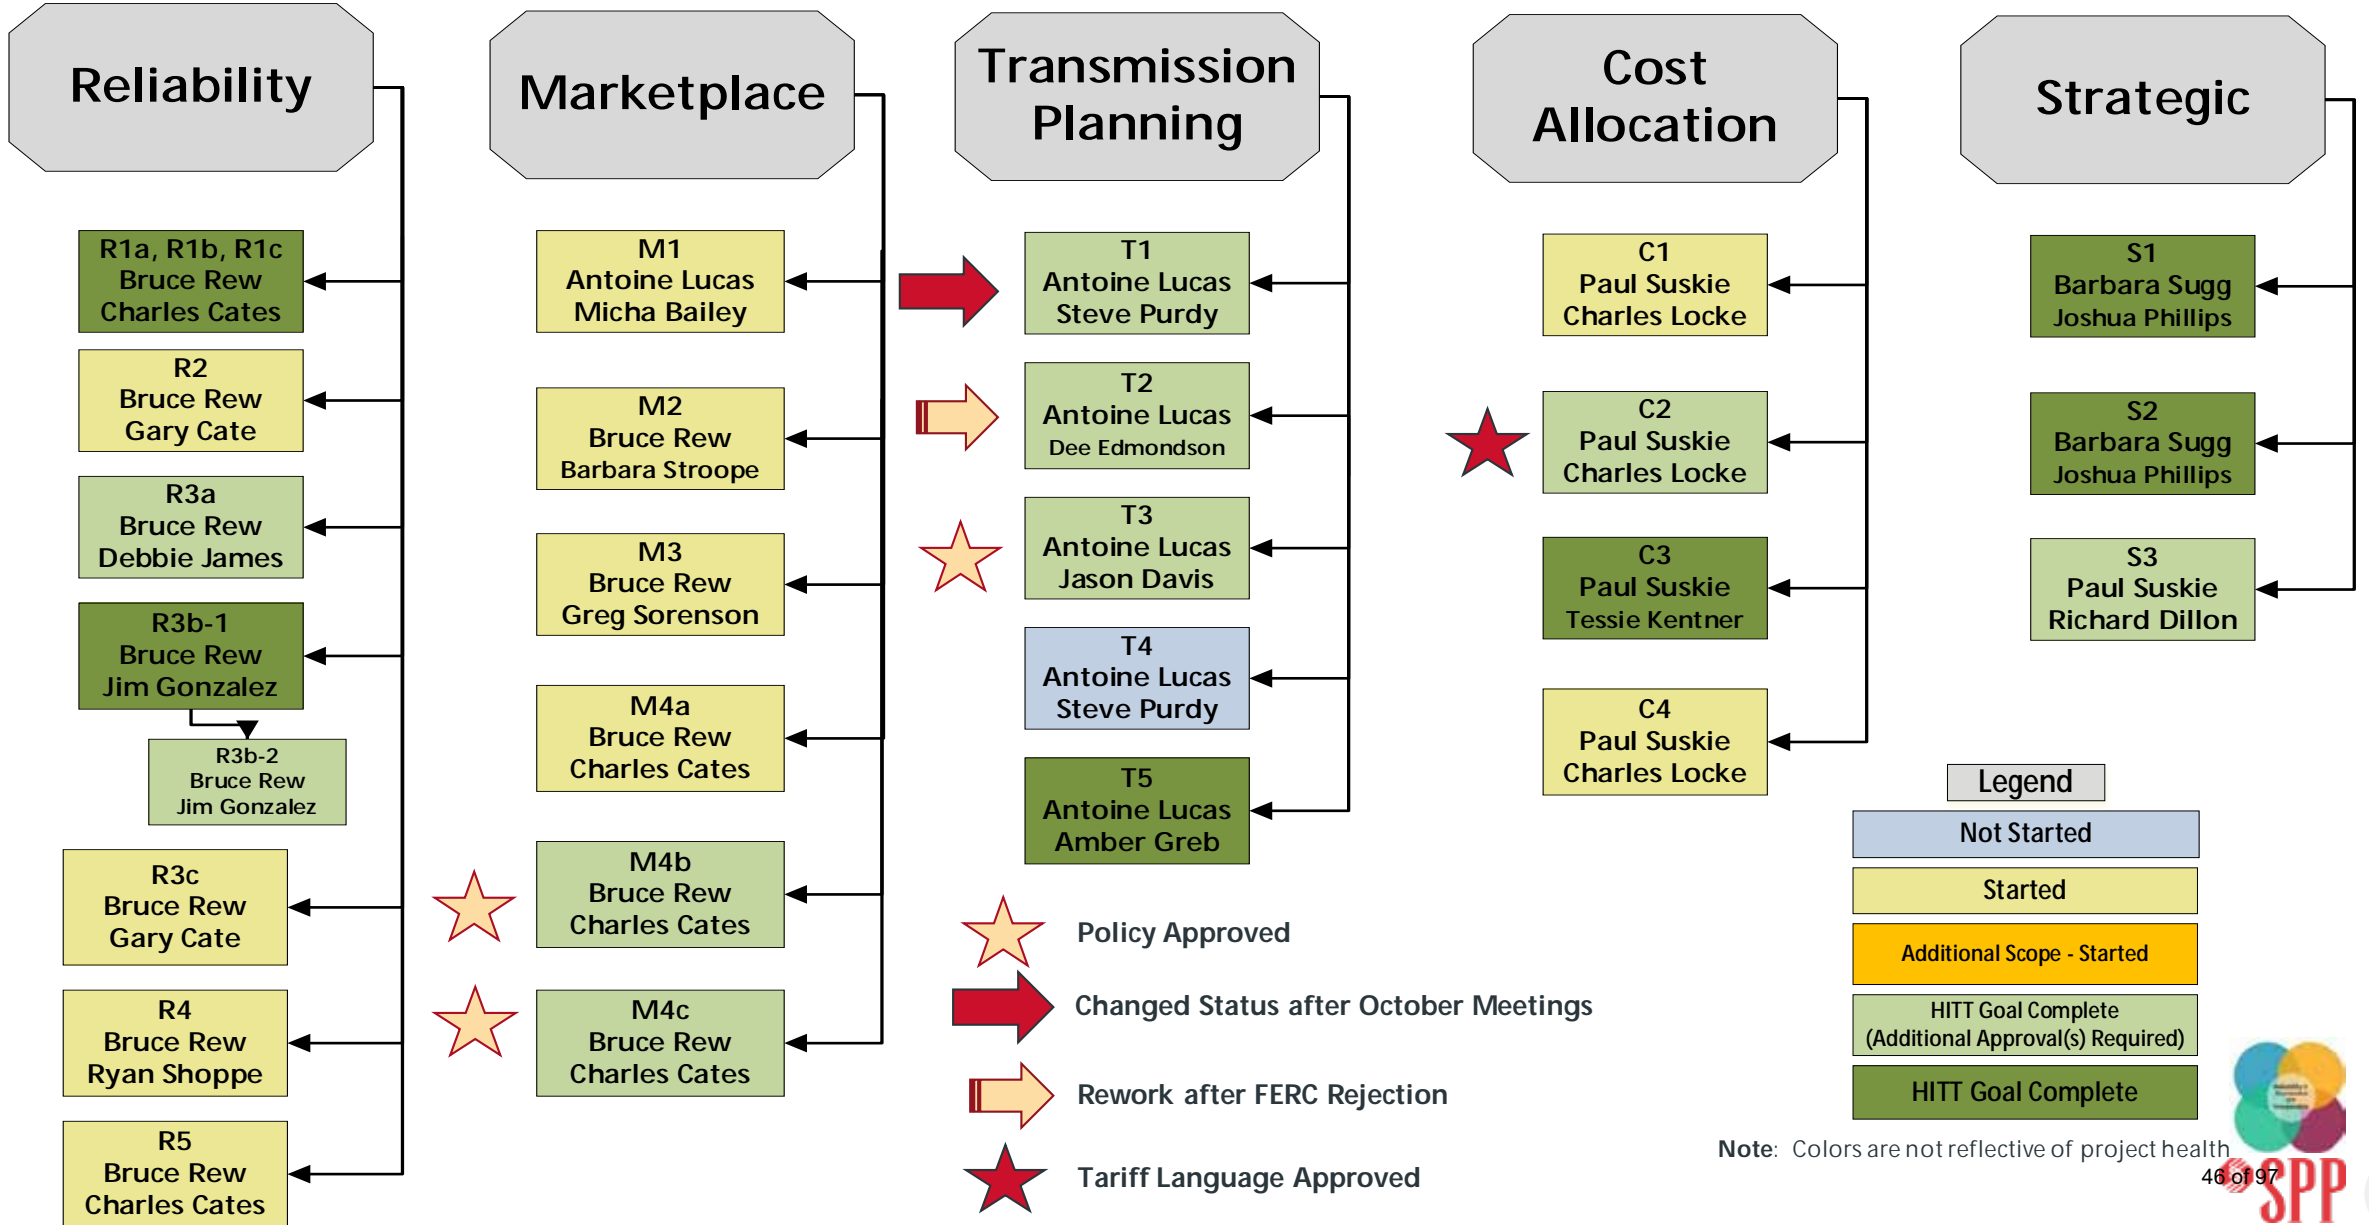 Reliability
R1a, R1b, R1c
Bruce Rew
Charles Cates
R2
Bruce Rew
Gary Cate
R3a
Bruce Rew
Debbie James
R3b-1
Bruce Rew
Jim Gonzalez
R3b-2
Bruce Rew
Jim Gonzalez
R3c
Bruce Rew
Gary Cate
R4
Bruce Rew
Ryan Shoppe
R5
Bruce Rew
Charles Cates
Marketplace
M1
Antoine Lucas
Micha Bailey
M2
Bruce Rew
Barbara Stroope
M3
Bruce Rew
Greg Sorenson
M4a
Bruce Rew
Charles Cates
M4b
Bruce Rew
Charles Cates
M4c
Bruce Rew
Charles Cates
Transmission
Planning
T1
Antoine Lucas
Steve Purdy
T2
Antoine Lucas
Dee Edmondson
T3
Antoine Lucas
Jason Davis
T4
Antoine Lucas
Steve Purdy
T5
Antoine Lucas
Amber Greb
Policy Approved
Changed Status after October Meetings
Rework after FERC Rejection
Tariff Language Approved
Cost
Allocation
C1
Paul Suskie
Charles Locke
C2
Paul Suskie
Charles Locke
C3
Paul Suskie
Tessie Kentner
C4
Paul Suskie
Charles Locke
Strategic
S1
Barbara Sugg
Joshua Phillips
S2
Barbara Sugg
Joshua Phillips
S3
Paul Suskie
Richard Dillon
Legend
Not Started
Started
Additional Scope - Started
HITT Goal Complete
(Additional Approval(s) Required)
HITT Goal Complete
Note: Colors are not reflective of project health
46 of 97
SPP